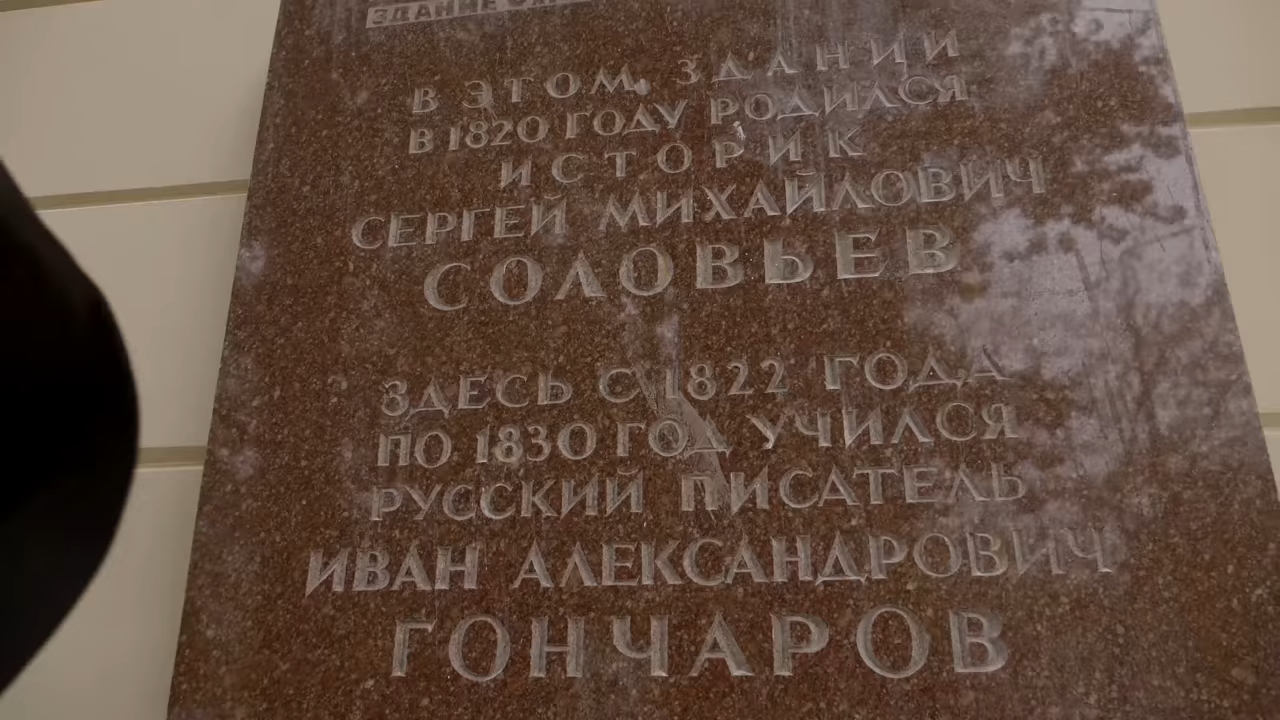 ЗДАНИЕ
В ЭТОМ ЗДАНИИ
В 1820 ГОДУ РОДИЛСЯ
ИСТОРИК
СЕРГЕЙ МИХАЙЛОВИЧ
СОЛОВЬЕВ
ЗДЕСЬ С 1822 ГОДА
ПО 1830 ГОД УЧИЛСЯ
РУССКИЙ ПИСАТЕЛЬ
ИВАН АЛЕКСАНДРОВИЧ
ГОНЧАРОВ